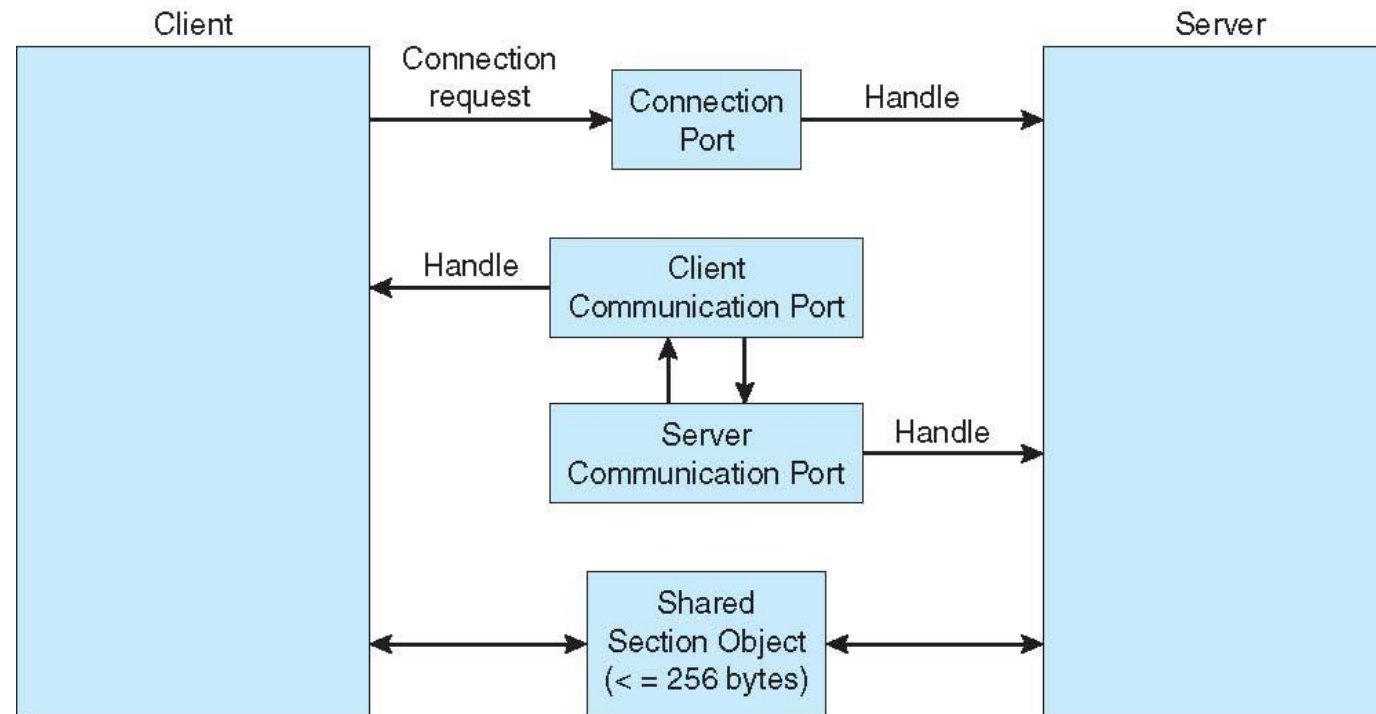 Client
Server
Connection
request
Connection
Port
Handle
Handle
Client
Communication Port
Server
Communication Port
Handle
Shared
Section Object
(< = 256 bytes)